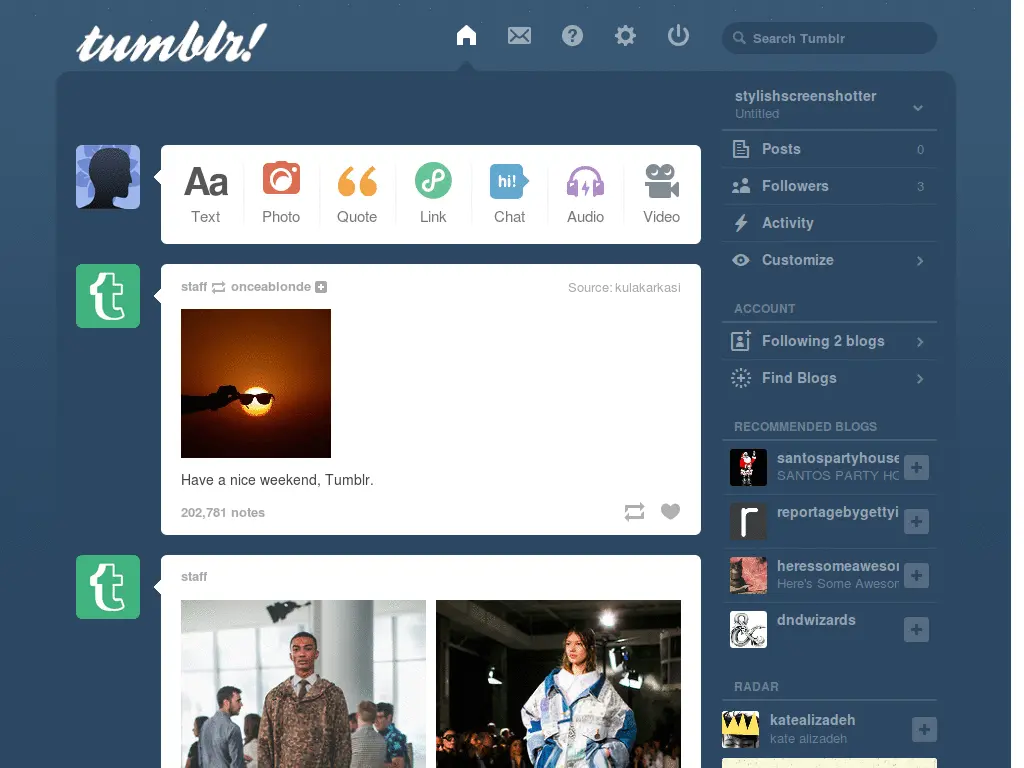 tumblr!
Search Tumblr
stylishscreenshotter
Untitled
Aa
hi!
Text
Photo
Quote
Link
Chat
Audio
Video
Posts 0
Followers 3
Activity
Customize
staff onceablonde
Source: kulakarkasi
Have a nice weekend, Tumblr.
202,781 notes
ACCOUNT
Following 2 blogs
Find Blogs
RECOMMENDED BLOGS
santospartyhouse
SANTOS PARTY HO
reportagebygettyi
heressomeawesom
Here's Some Awesom
dndwizards
staff
RADAR
katealizadeh
kate alizadeh